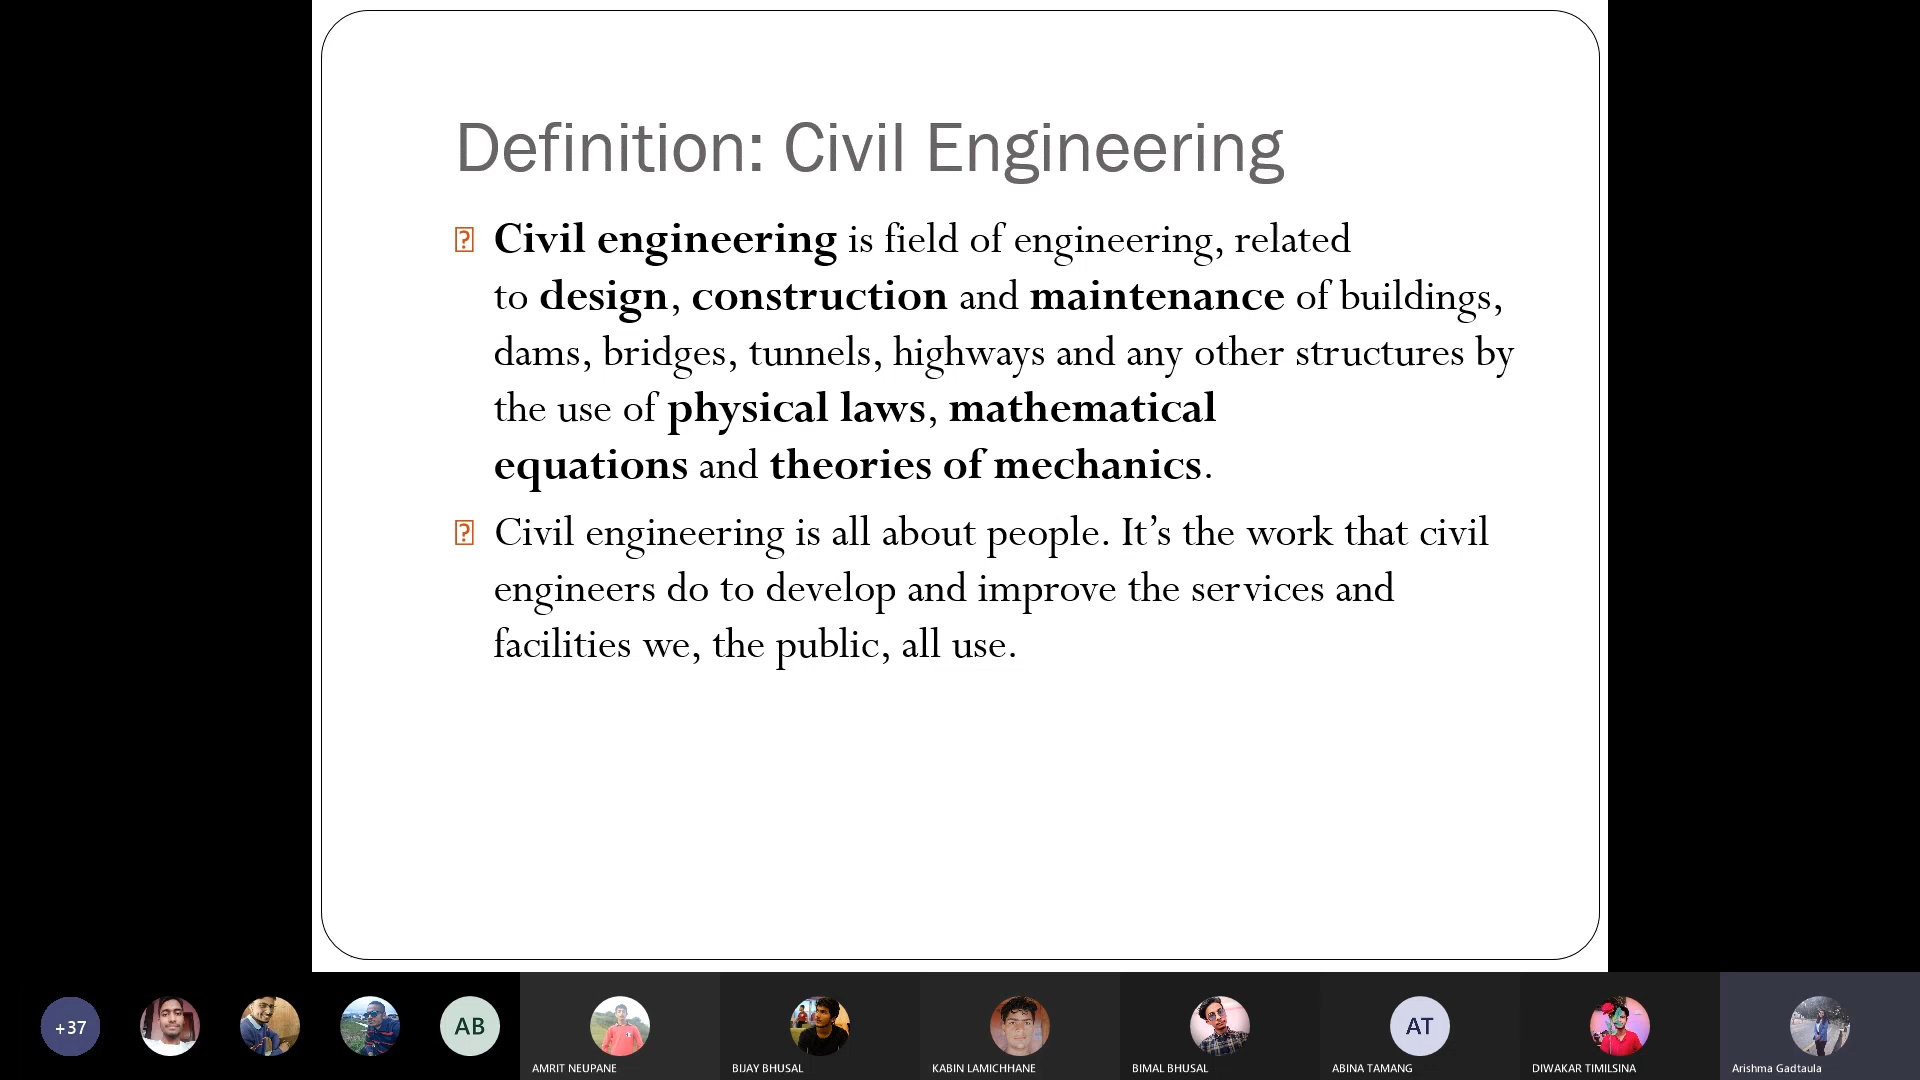 Definition: Civil Engineering
Civil engineering is field of engineering, related
to design, construction and maintenance of buildings,
dams, bridges, tunnels, highways and any other structures by
the use of physical laws, mathematical
equations and theories of mechanics.
Civil engineering is all about people. It’s the work that civil
engineers do to develop and improve the services and
facilities we, the public, all use.
+37
AB
AT
AMRIT NEUPANE
BIJAY BHUSAL
KABIN LAMICHHANE
BIMAL BHUSAL
ABINA TAMANG
DIWAKAR TIMILSINA
Arishma Gadtaula